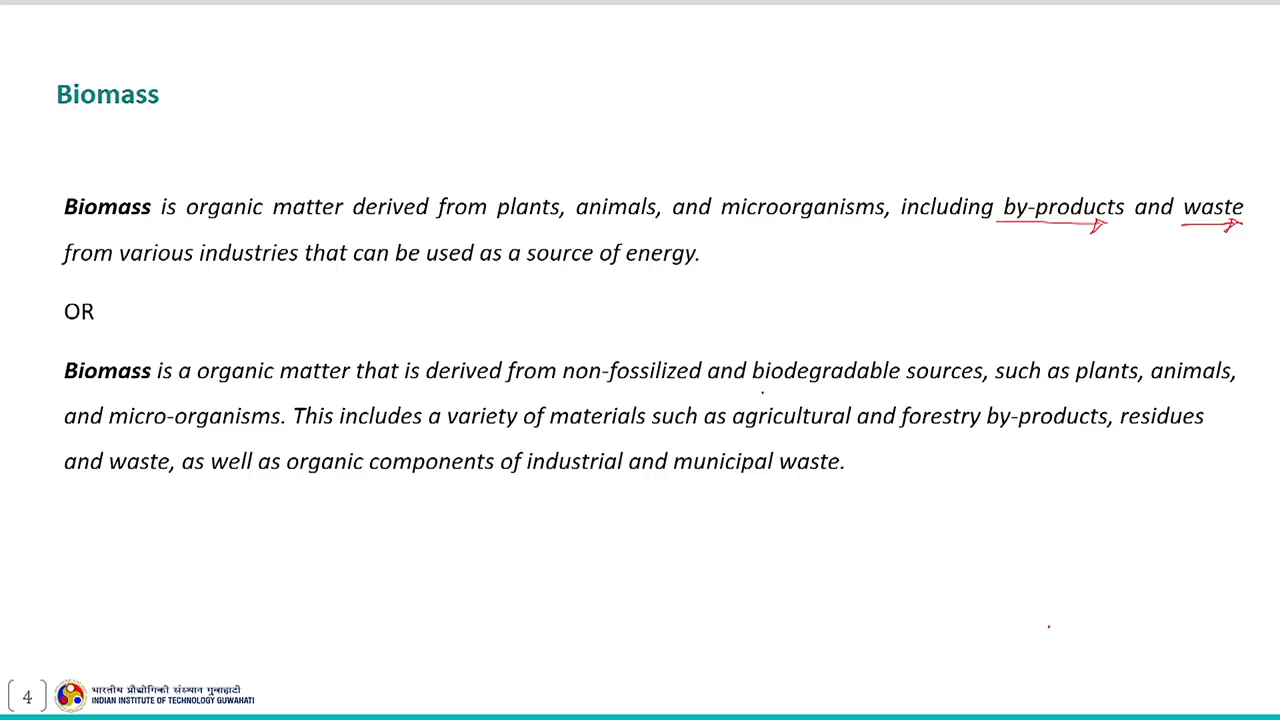 Biomass
Biomass is organic matter derived from plants, animals, and microorganisms, including by-products and waste
from various industries that can be used as a source of energy.
OR
Biomass is a organic matter that is derived from non-fossilized and biodegradable sources, such as plants, animals,
and micro-organisms. This includes a variety of materials such as agricultural and forestry by-products, residues
and waste, as well as organic components of industrial and municipal waste.
4
भारतीय प्रौद्योगिकी संस्थान गुवाहाटी
INDIAN INSTITUTE OF TECHNOLOGY GUWAHATI